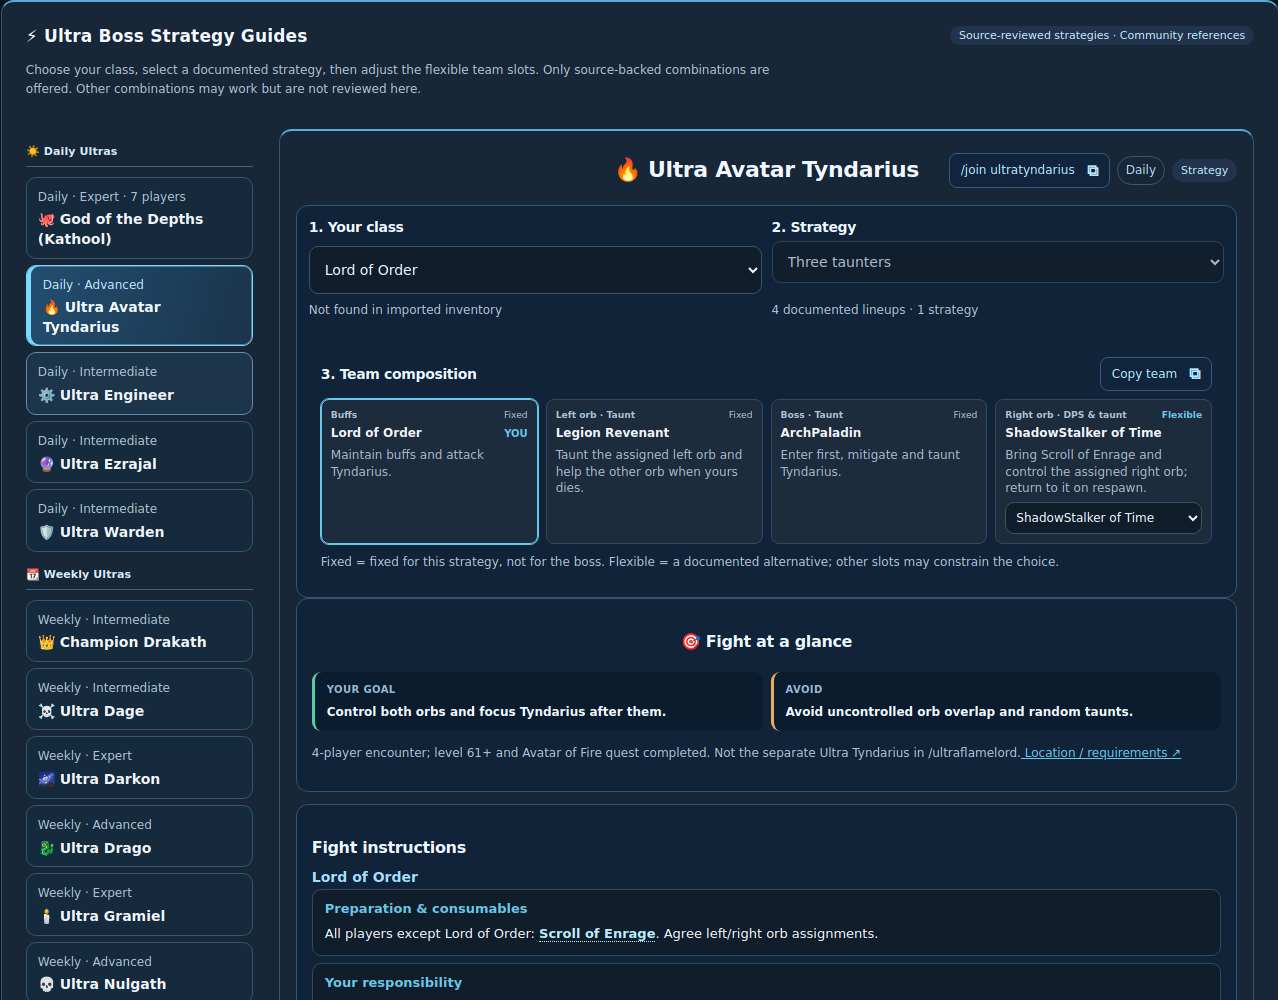 ⚡ Ultra Boss Strategy Guides
Source-reviewed strategies · Community references
Choose your class, select a documented strategy, then adjust the flexible team slots. Only source-backed combinations are
offered. Other combinations may work but are not reviewed here.
☀️ Daily Ultras
Daily · Expert · 7 players
🐙 God of the Depths
(Kathool)
Daily · Advanced
🔥 Ultra Avatar
Tyndarius
Daily · Intermediate
⚙️ Ultra Engineer
Daily · Intermediate
🔮 Ultra Ezrajal
Daily · Intermediate
🛡️ Ultra Warden
📆 Weekly Ultras
Weekly · Intermediate
👑 Champion Drakath
Weekly · Intermediate
☠️ Ultra Dage
Weekly · Expert
🌌 Ultra Darkon
Weekly · Advanced
🐉 Ultra Drago
Weekly · Expert
🕯️ Ultra Gramiel
Weekly · Advanced
💀 Ultra Nulgath
🔥 Ultra Avatar Tyndarius
/join ultratyndarius
Daily
Strategy
1. Your class
Lord of Order
Not found in imported inventory
2. Strategy
Three taunters
4 documented lineups · 1 strategy
3. Team composition
Copy team
Buffs
Fixed
Lord of Order
YOU
Maintain buffs and attack
Tyndarius.
Left orb · Taunt
Fixed
Legion Revenant
Taunt the assigned left orb and
help the other orb when yours
dies.
Boss · Taunt
Fixed
ArchPaladin
Enter first, mitigate and taunt
Tyndarius.
Right orb · DPS & taunt
Flexible
ShadowStalker of Time
Bring Scroll of Enrage and
control the assigned right orb;
return to it on respawn.
ShadowStalker of Time
Fixed = fixed for this strategy, not for the boss. Flexible = a documented alternative; other slots may constrain the choice.
🎯 Fight at a glance
YOUR GOAL
Control both orbs and focus Tyndarius after them.
AVOID
Avoid uncontrolled orb overlap and random taunts.
4-player encounter; level 61+ and Avatar of Fire quest completed. Not the separate Ultra Tyndarius in /ultraflamelord. Location / requirements ↗
Fight instructions
Lord of Order
Preparation & consumables
All players except Lord of Order: Scroll of Enrage. Agree left/right orb assignments.
Your responsibility